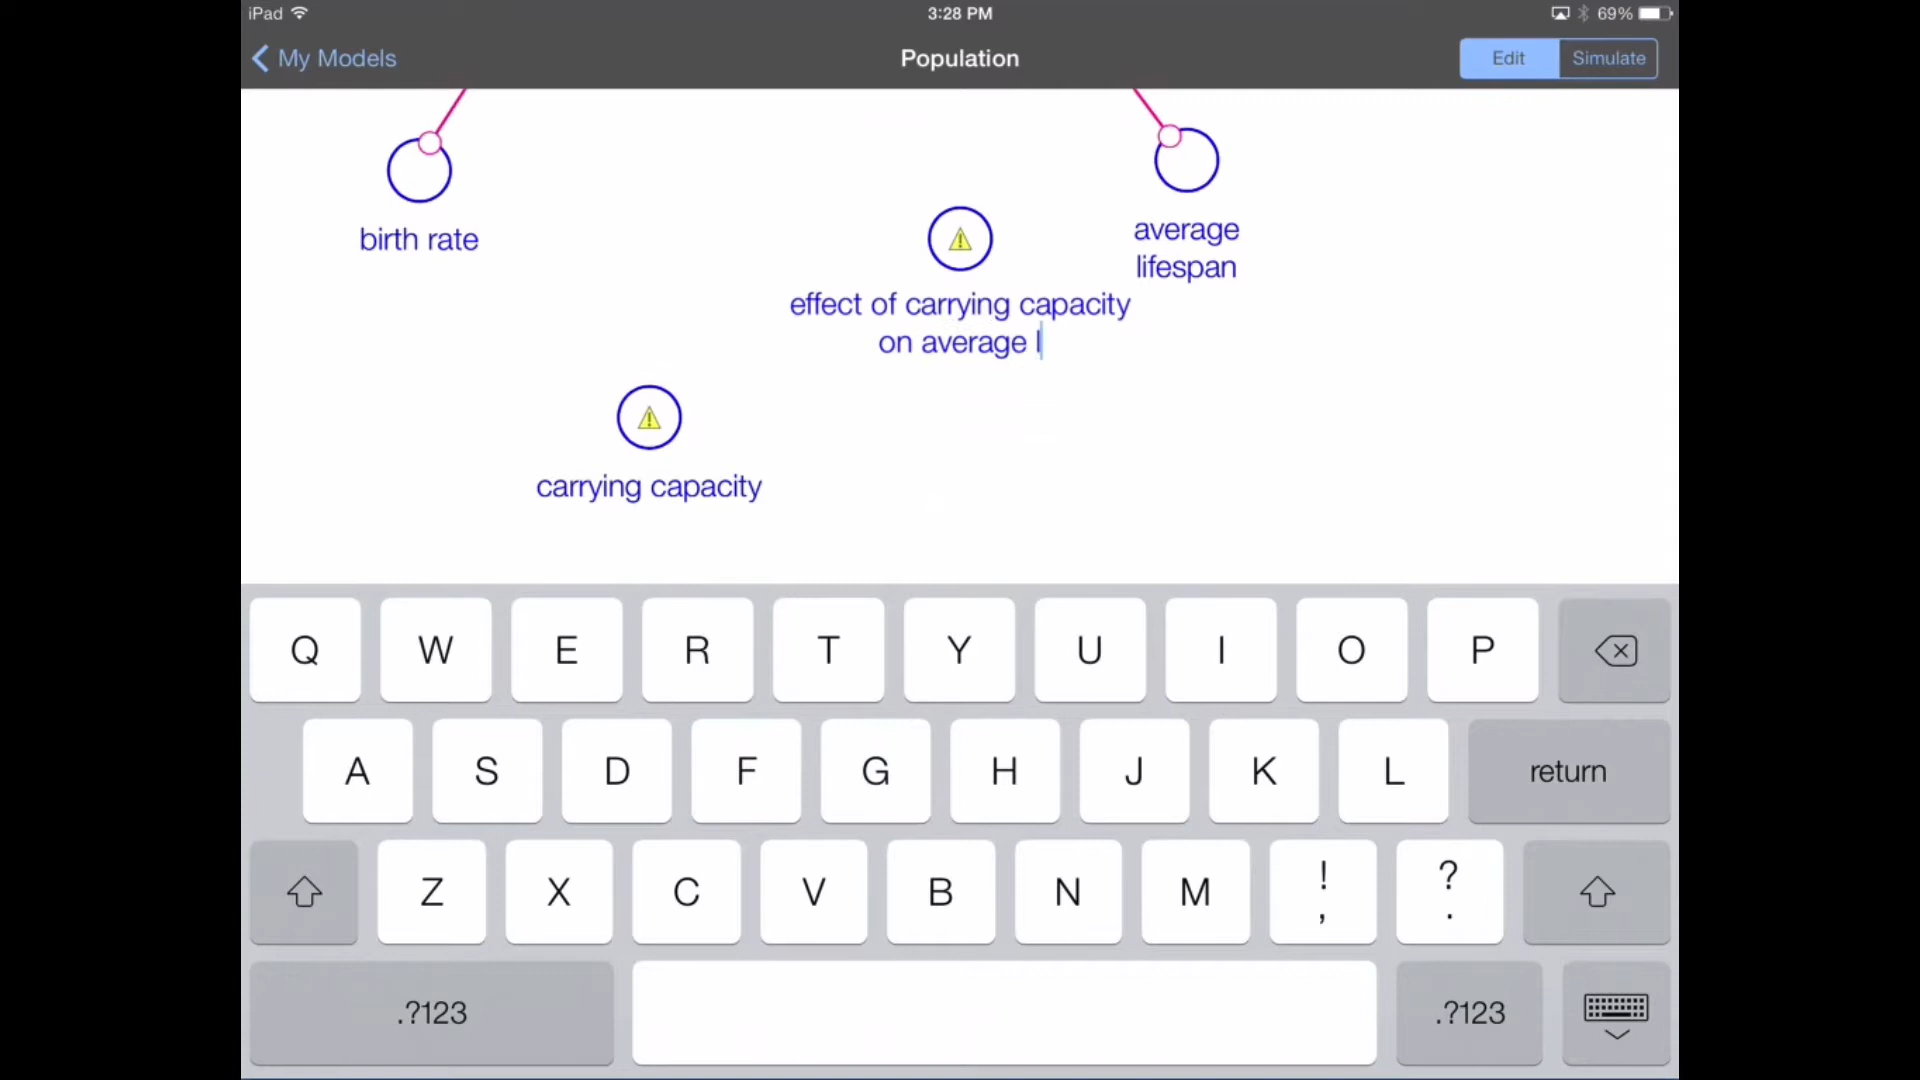 iPad
3:28 PM
69%
My Models
Population
Edit
Simulate
birth rate
average
lifespan
effect of carrying capacity
on average l
carrying capacity
Q W E R T Y U I O P
A S D F G H J K L return
Z X C V B N M ! , ? .
.?123 .?123